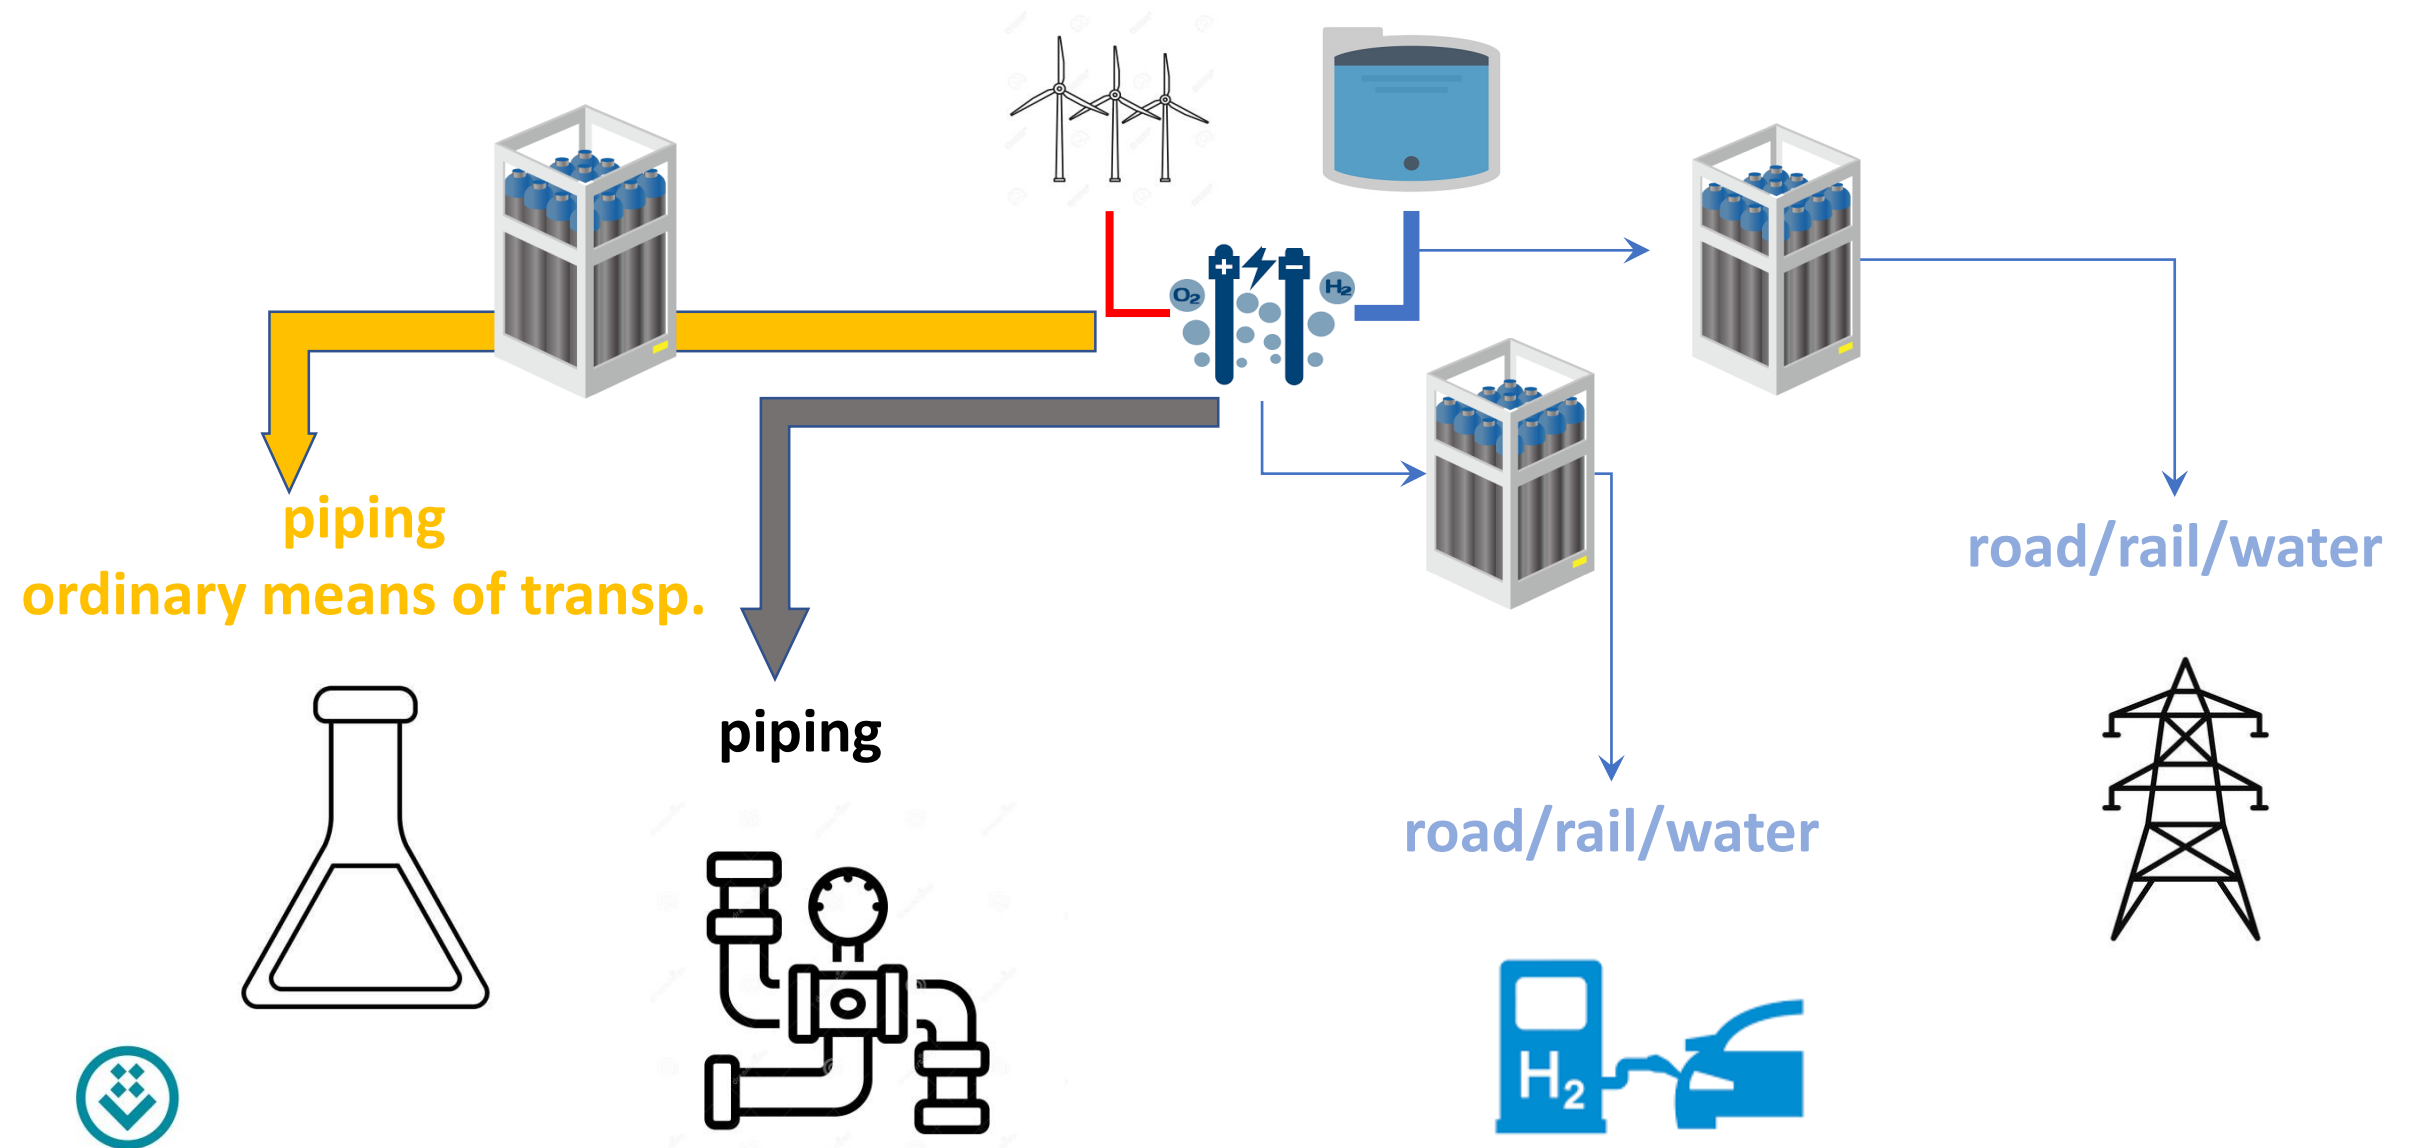 O2
+
−
H2
piping
ordinary means of transp.
road/rail/water
piping
road/rail/water
H2